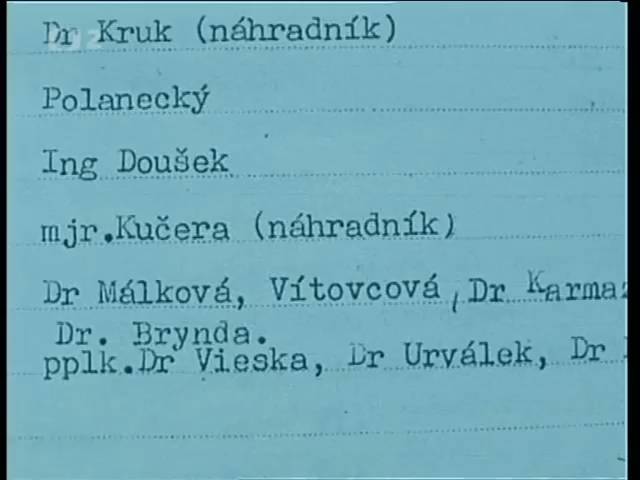 Dr Kruk (náhradník)
Polanecký
Ing Doušek
mjr.Kučera (náhradník)
Dr Málková, Vítovcová, Dr
Dr. Brynda.
pplk.Dr Vieska, Dr Urválek, Dr